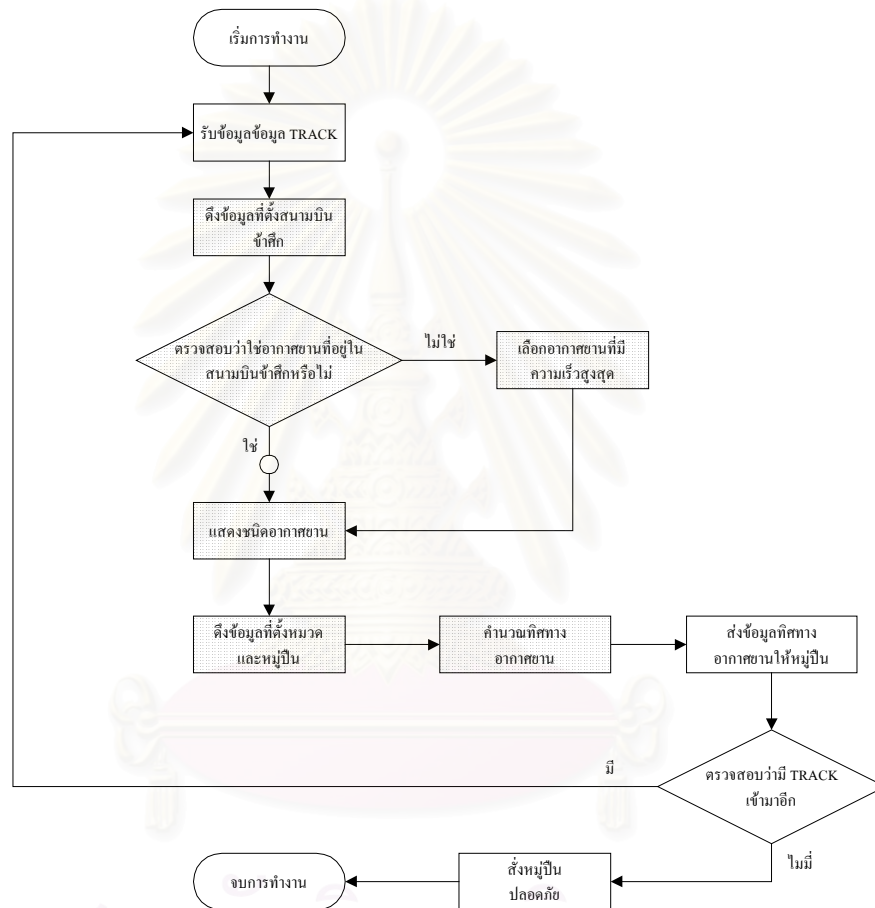 เริ่มการทำงาน
รับข้อมูลข้อมูล TRACK
ดึงข้อมูลที่ตั้งสนามบิน
ข้าศึก
ตรวจสอบว่าใช่อากาศยานที่อยู่ใน
สนามบินข้าศึกหรือไม่
ไม่ใช่
เลือกอากาศยานที่มี
ความเร็วสูงสุด
ใช่
แสดงชนิดอากาศยาน
ดึงข้อมูลที่ตั้งหมวด
และหมู่ปืน
คำนวณทิศทาง
อากาศยาน
ส่งข้อมูลทิศทาง
อากาศยานให้หมู่ปืน
มี
ตรวจสอบว่ามี TRACK
เข้ามาอีก
ไมมี่
สั่งหมู่ปืน
ปลอดภัย
จบการทำงาน